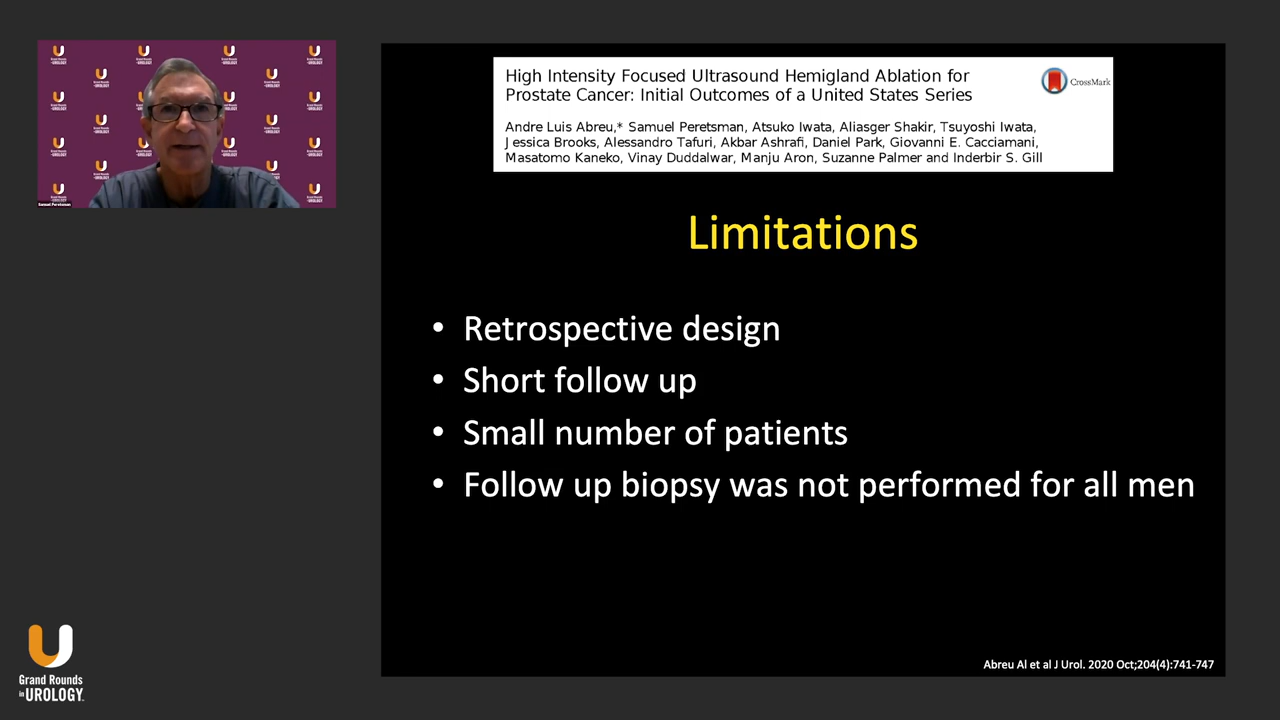 High Intensity Focused Ultrasound Hemigland Ablation for
Prostate Cancer: Initial Outcomes of a United States Series
CrossMark
Andre Luis Abreu,* Samuel Peretsman, Atsuko Iwata, Aliasger Shakir, Tsuyoshi Iwata,
Jessica Brooks, Alessandro Tafuri, Akbar Ashrafi, Daniel Park, Giovanni E. Cacciamani,
Masatomo Kaneko, Vinay Duddalwar, Manju Aron, Suzanne Palmer and Inderbir S. Gill
Limitations
• Retrospective design
• Short follow up
• Small number of patients
• Follow up biopsy was not performed for all men
Abreu Al et al J Urol. 2020 Oct;204(4):741-747
Samuel Peretsman
Grand Rounds
in UROLOGY